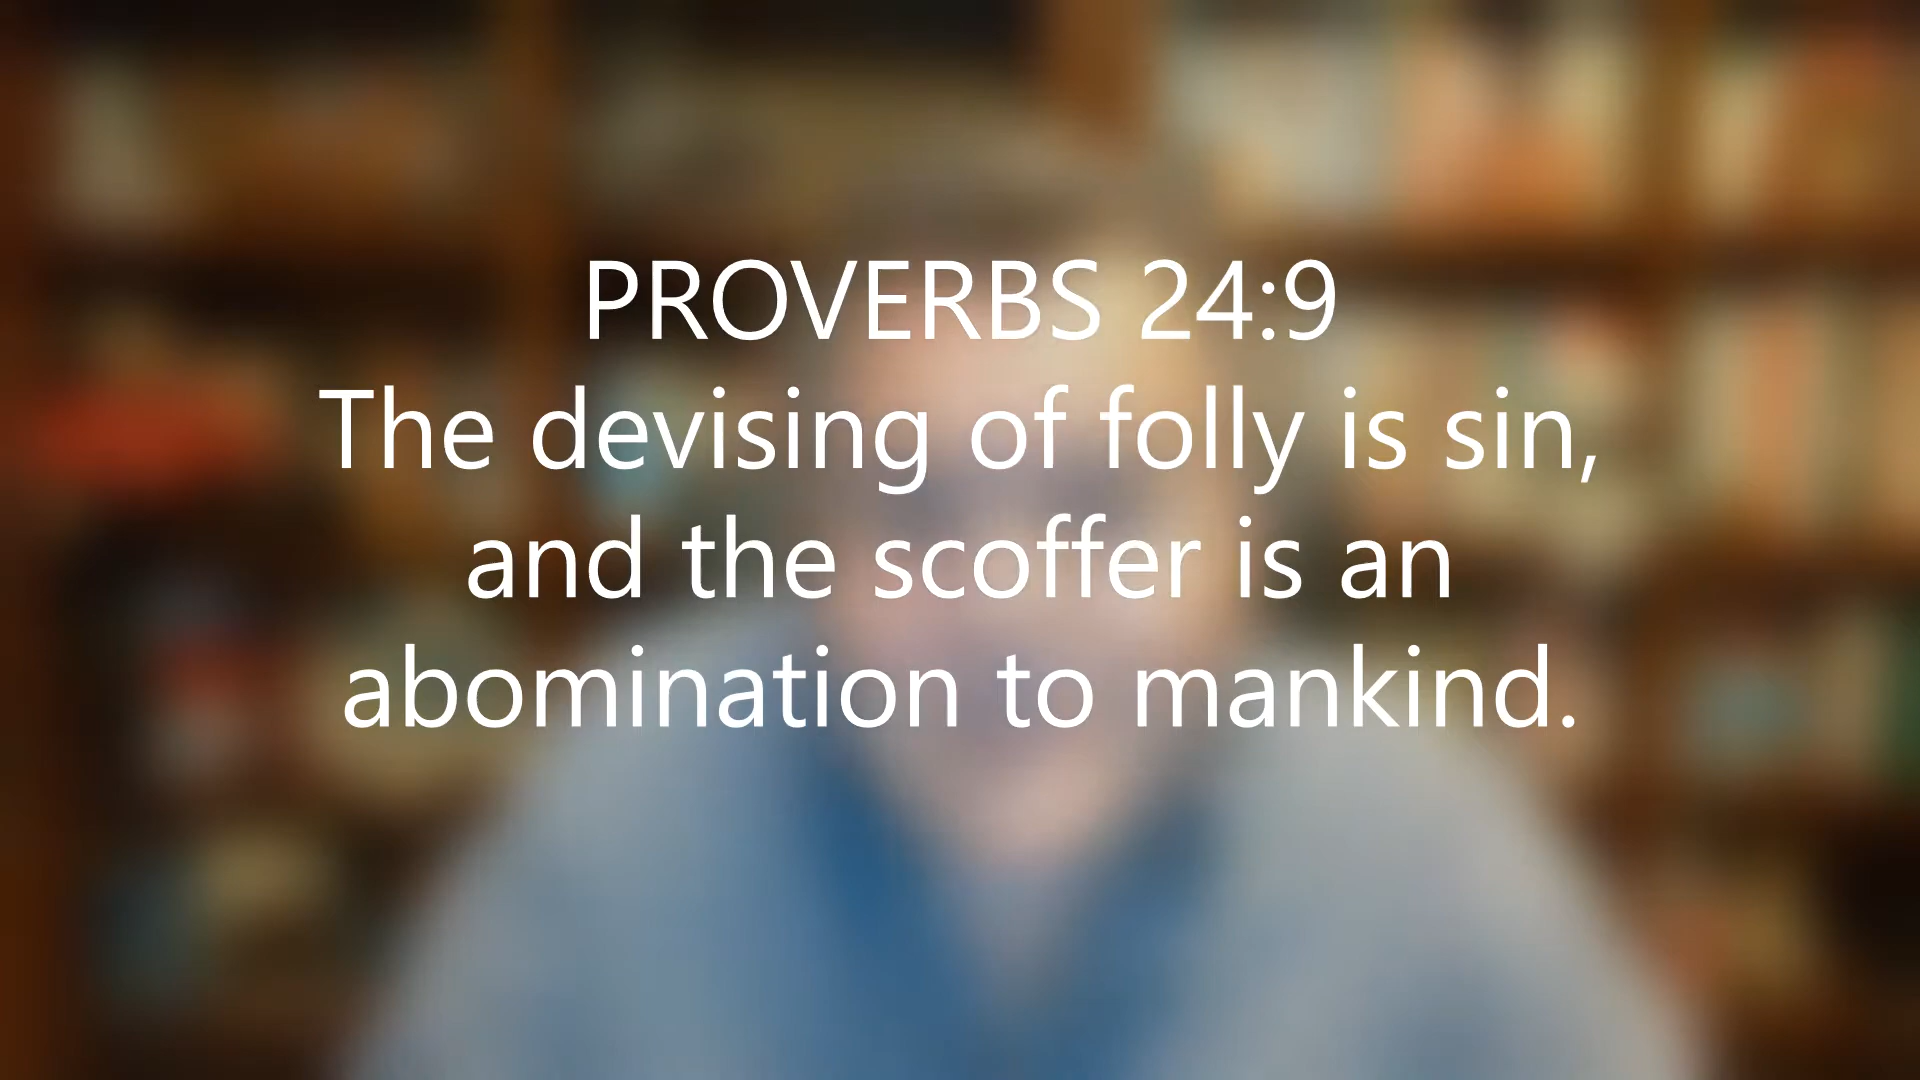 PROVERBS 24:9
The devising of folly is sin,
and the scoffer is an
abomination to mankind.